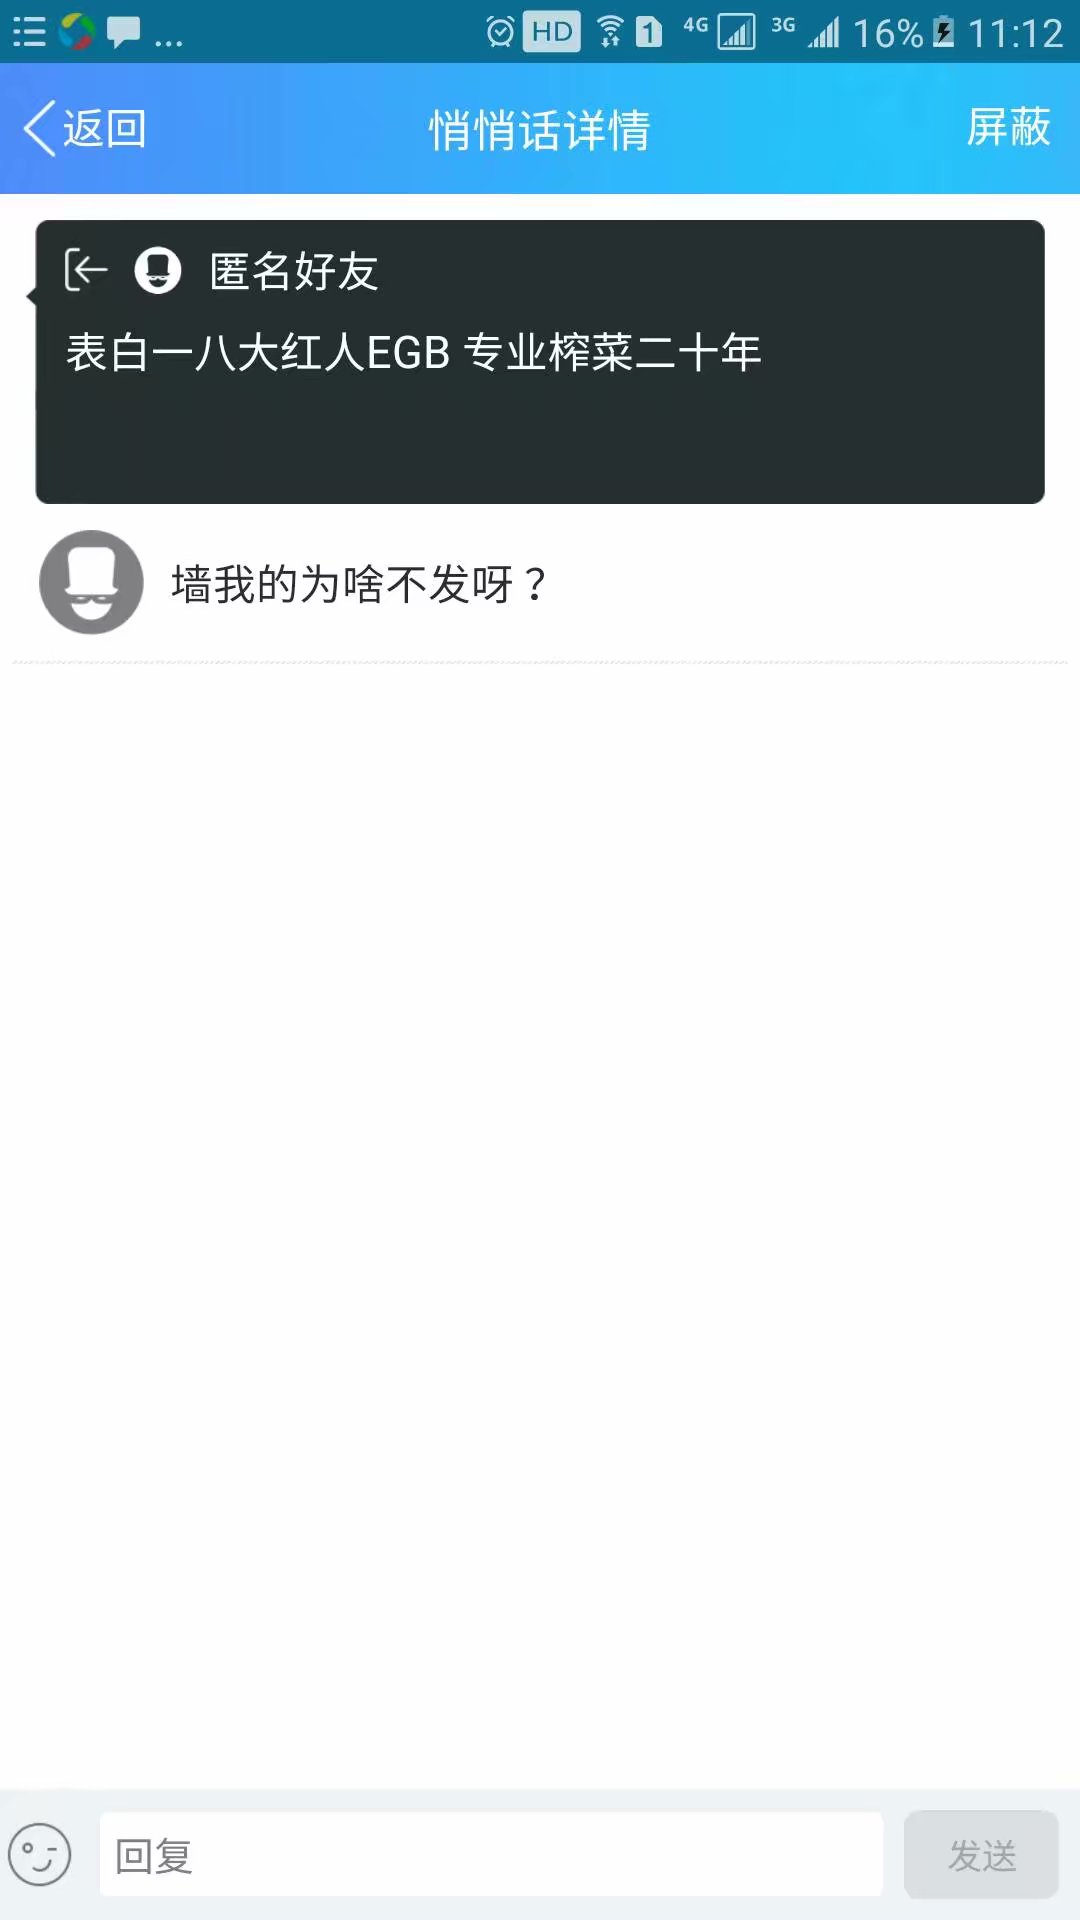 ... HD 1 4G 3G 16% 11:12
返回 悄悄话详情 屏蔽
匿名好友
表白一八大红人EGB 专业榨菜二十年
墙我的为啥不发呀？
回复 发送